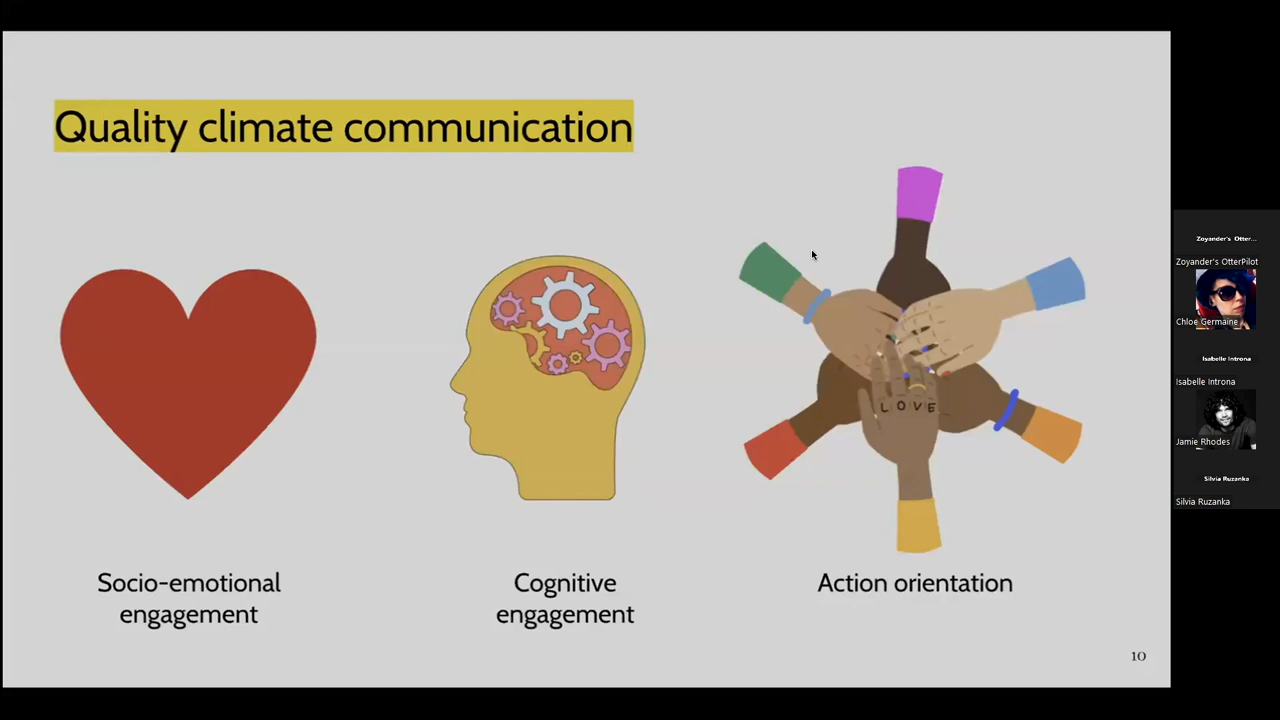 Quality climate communication
L O V E
Socio-emotional
engagement
Cognitive
engagement
Action orientation
10
Zoyander's Otter...
Zoyander's OtterPilot
Chloe Germaine
Isabelle Introna
Isabelle Introna
Jamie Rhodes
Silvia Ruzanka
Silvia Ruzanka